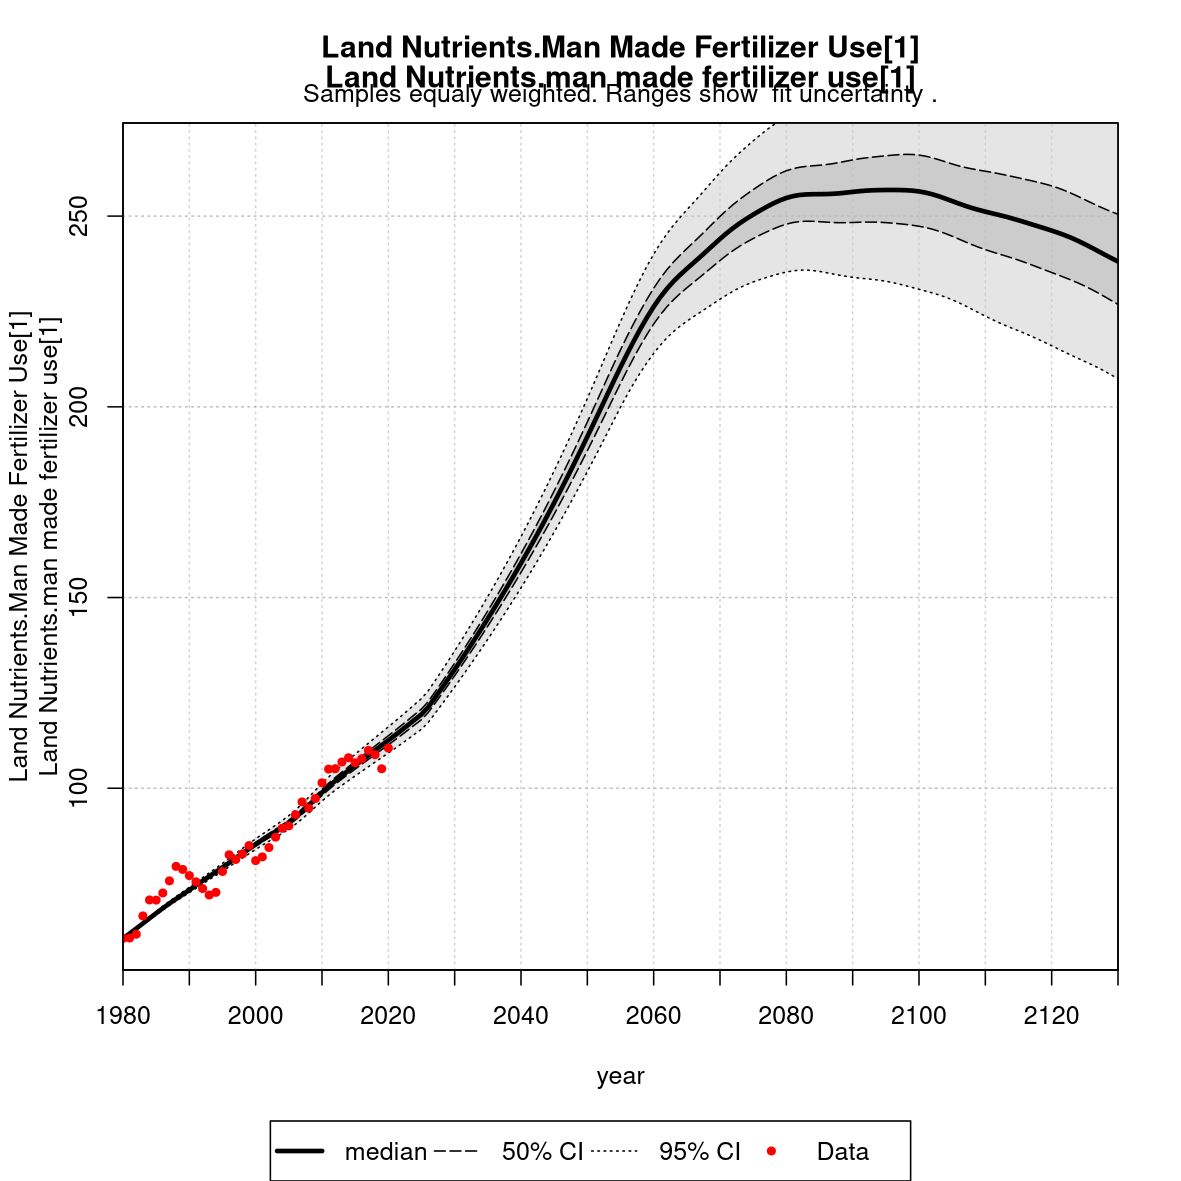 Land Nutrients.Man Made Fertilizer Use[1]
Land Nutrients.man made fertilizer use[1]
Samples equaly weighted. Ranges show  fit uncertainty .
Land Nutrients.Man Made Fertilizer Use[1]
Land Nutrients.man made fertilizer use[1]
250
200
150
100
1980 2000 2020 2040 2060 2080 2100 2120
year
median 50% CI 95% CI Data